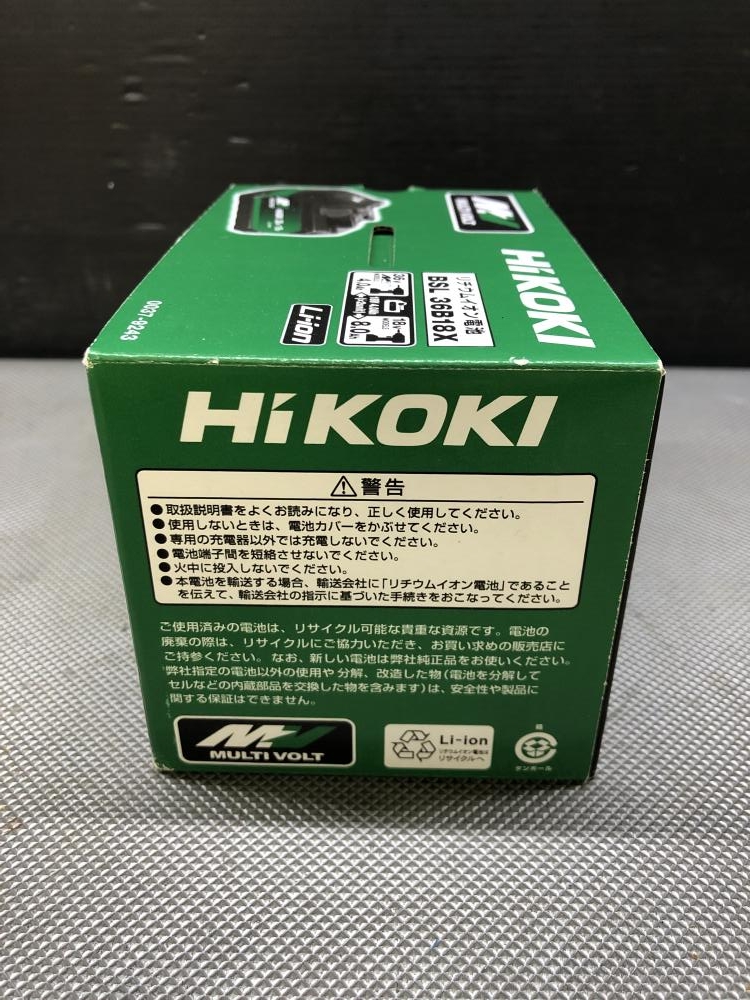 0037-9243
HiKOKI
リチウムイオン電池
BSL 36B18X
4.0Ah
8.0Ah
Li-ion
HiKOKI
⚠警告
●取扱説明書をよくお読みになり、正しく使用してください。
●使用しないときは、電池カバーをかぶせてください。
●専用の充電器以外では充電しないでください。
●電池端子間を短絡させないでください。
●火中に投入しないでください。
●本電池を輸送する場合、輸送会社に「リチウムイオン電池」であること
を伝えて、輸送会社の指示に基づいた手続きをおこなってください。
ご使用済みの電池は、リサイクル可能な貴重な資源です。電池の
廃棄の際は、リサイクルにご協力いただき、お買い求めの販売店に
ご持参ください。なお、新しい電池は弊社純正品をお使いください。
弊社指定の電池以外の使用や分解、改造した物(電池を分解して
セルなどの内蔵部品を交換した物を含みます)は、安全性や製品に
関する保証はできません。
MULTI VOLT
Li-ion
リチウムイオン電池は
リサイクルへ
箱
ダンボール